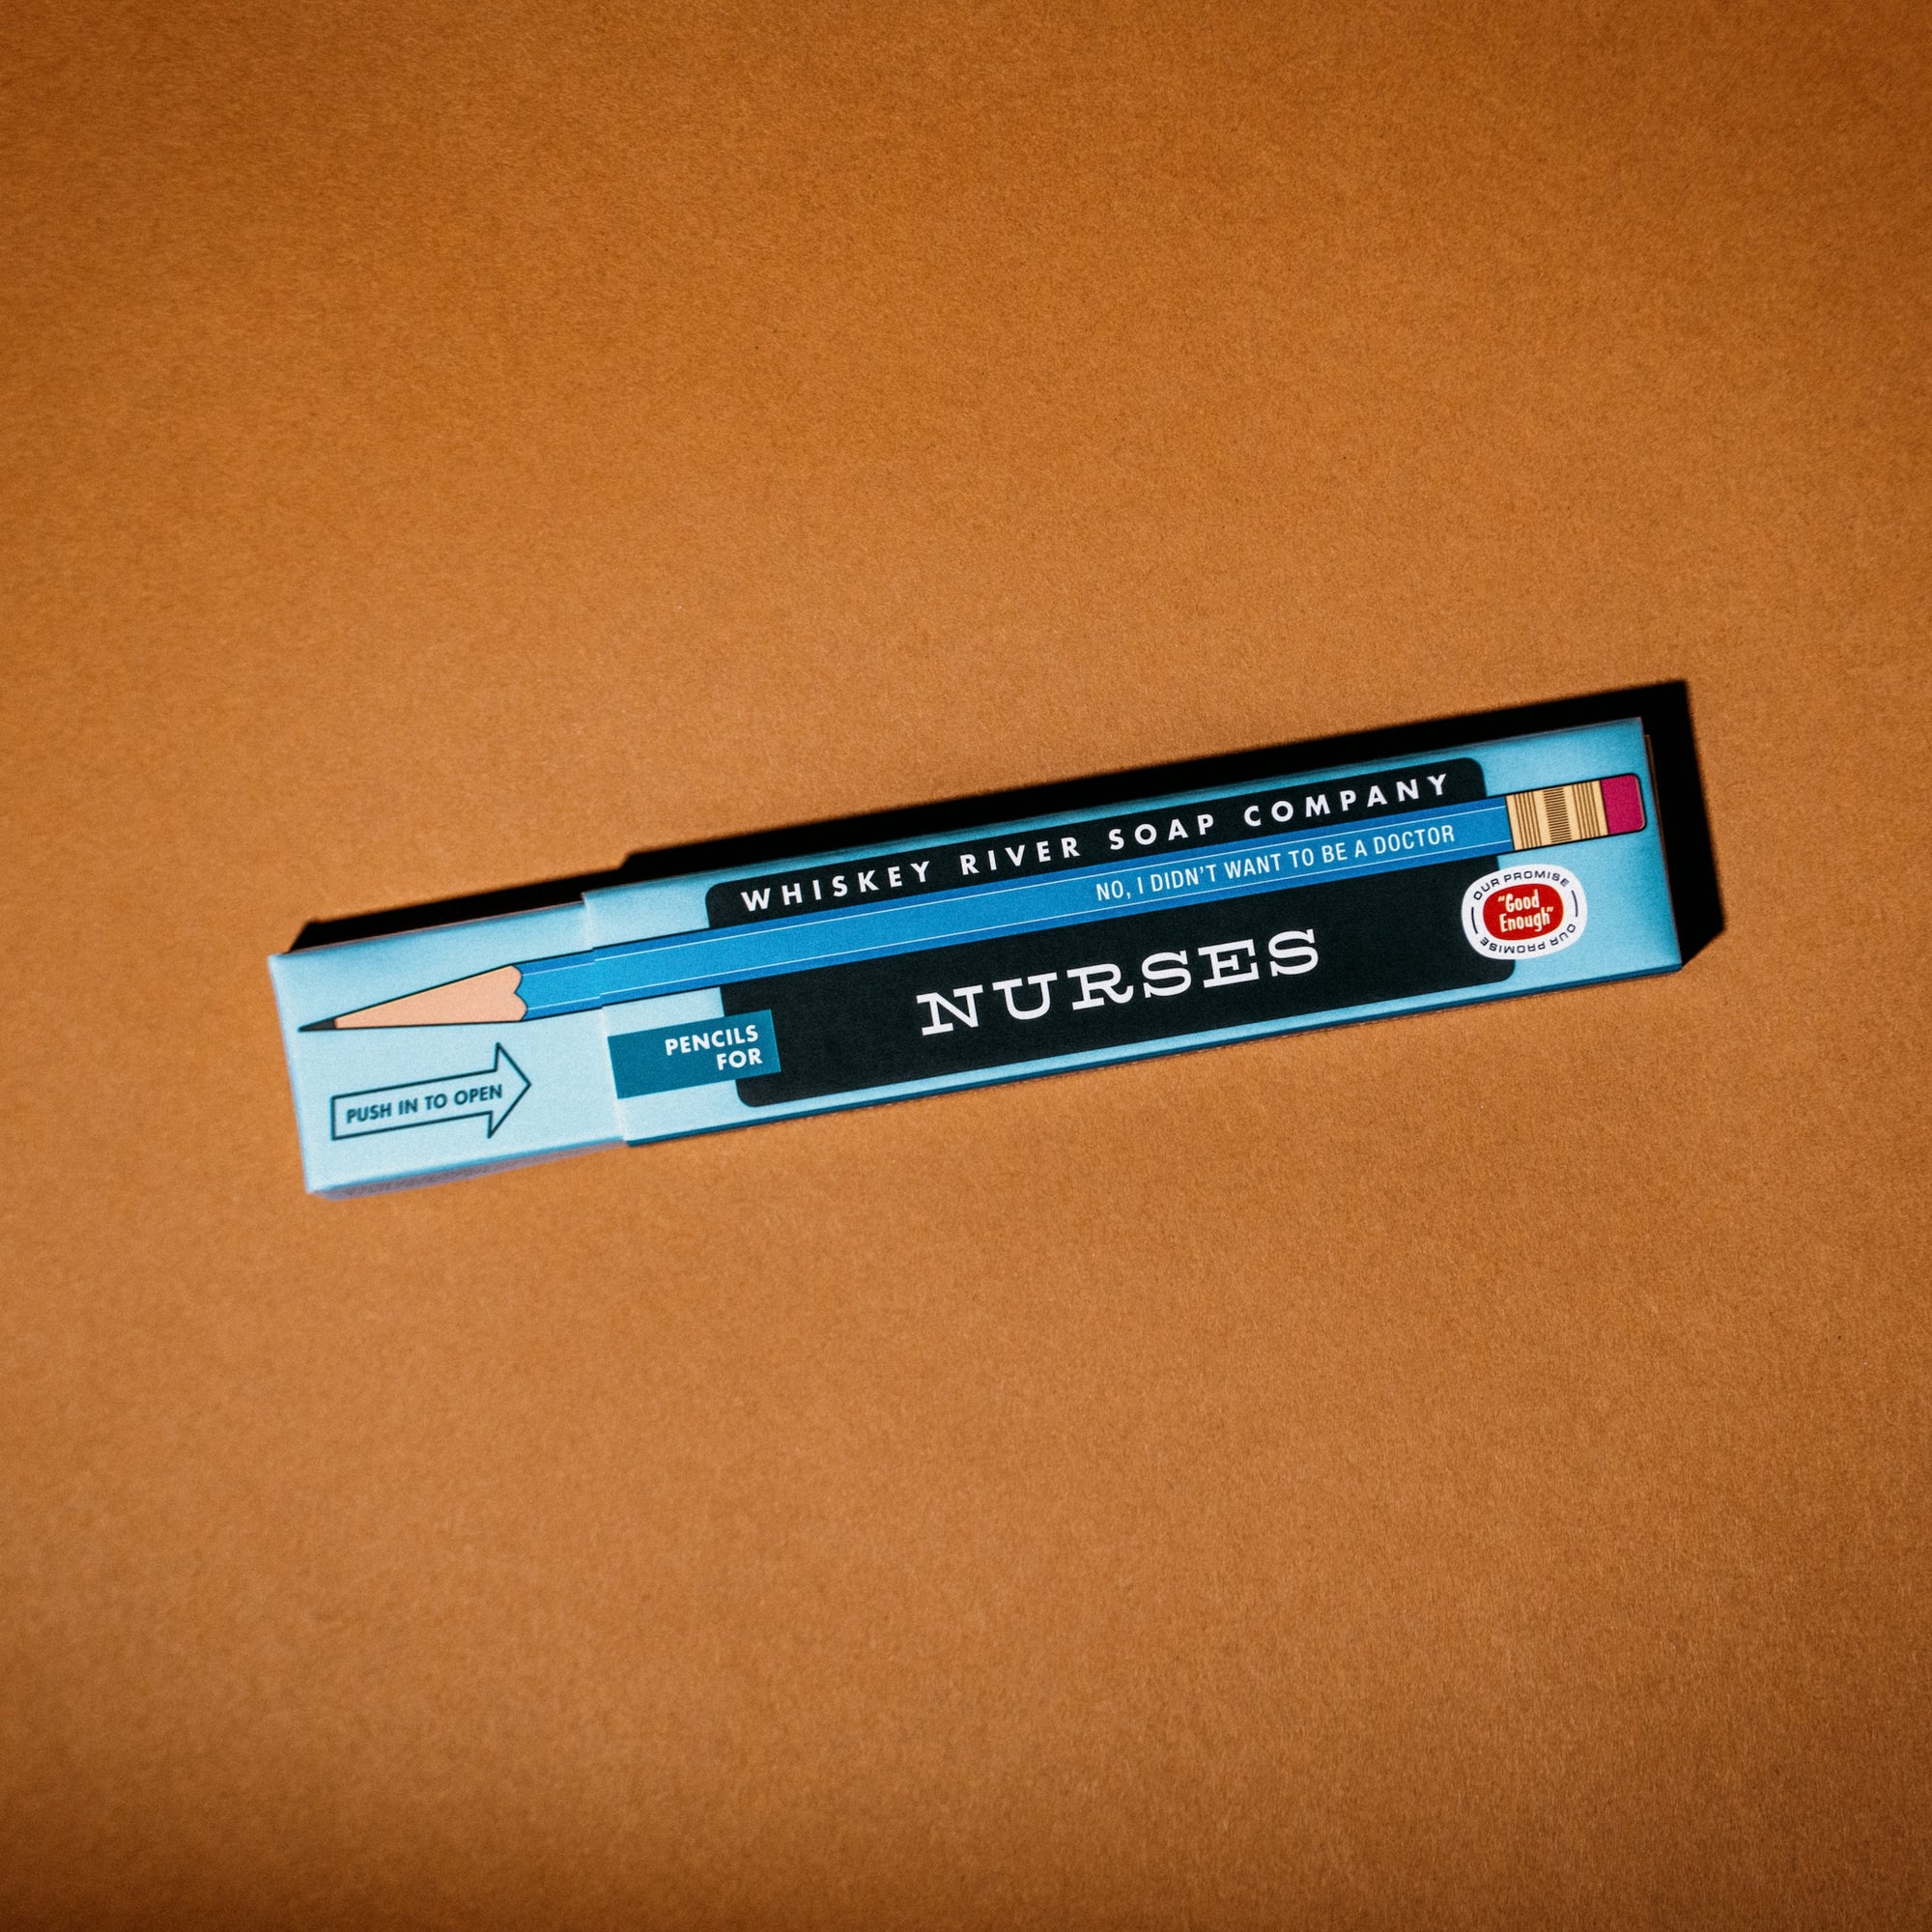 WHISKEY RIVER SOAP COMPANY
NO, I DIDN'T WANT TO BE A DOCTOR
PENCILS
FOR
NURSES
OUR PROMISE
"Good
Enough"
OUR PROMISE
PUSH IN TO OPEN